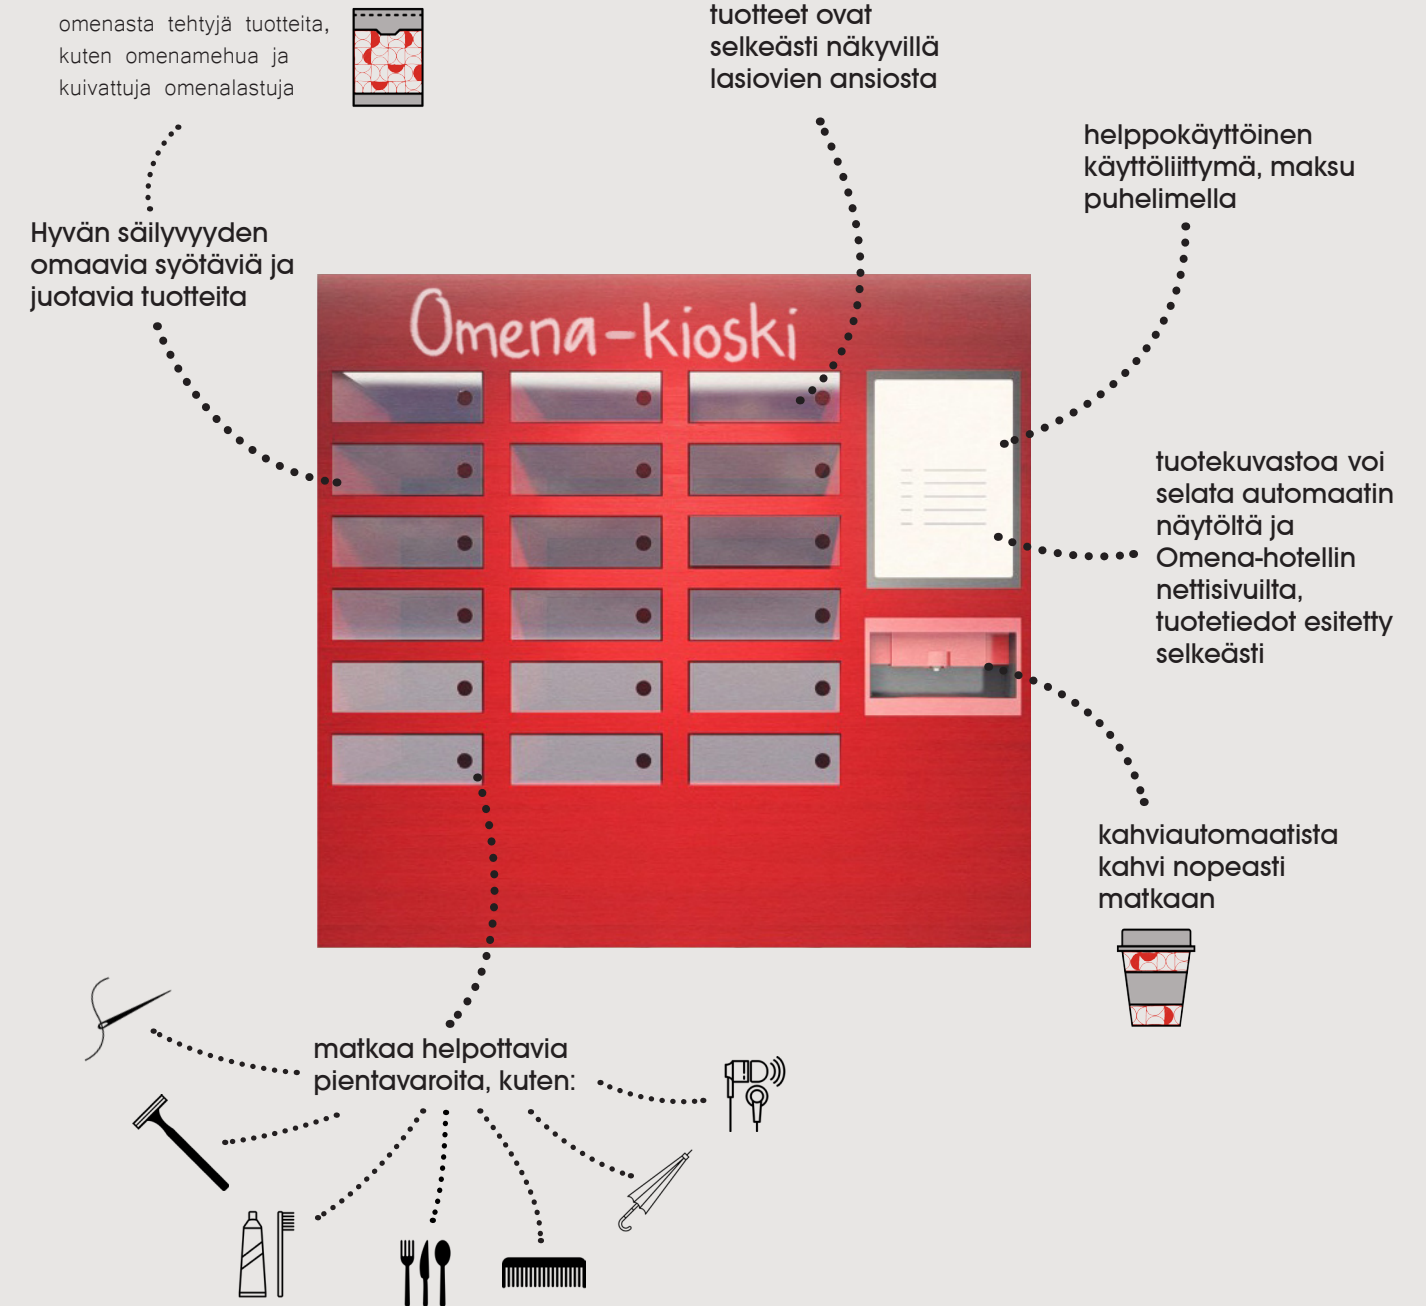 omenasta tehtyjä tuotteita,
kuten omenamehua ja
kuivattuja omenalastuja
tuotteet ovat
selkeästi näkyvillä
lasiovien ansiosta
helppokäyttöinen
käyttöliittymä, maksu
puhelimella
Hyvän säilyvyyden
omaavia syötäviä ja
juotavia tuotteita
Omena-kioski
tuotekuvastoa voi
selata automaatin
näytöltä ja
Omena-hotellin
nettisivuilta,
tuotetiedot esitetty
selkeästi
kahviautomaatista
kahvi nopeasti
matkaan
matkaa helpottavia
pientavaroita, kuten: